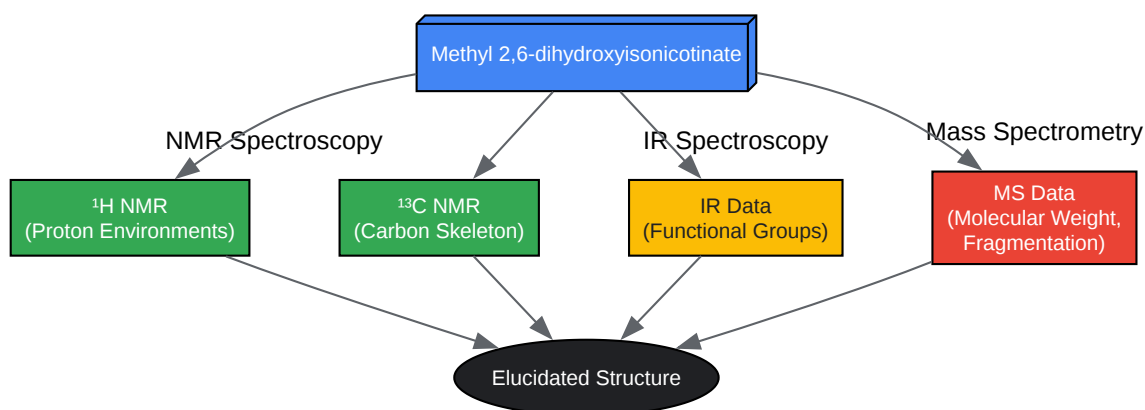 Methyl 2,6-dihydroxyisonicotinate
NMR Spectroscopy
IR Spectroscopy
Mass Spectrometry
¹H NMR
(Proton Environments)
¹³C NMR
(Carbon Skeleton)
IR Data
(Functional Groups)
MS Data
(Molecular Weight,
Fragmentation)
Elucidated Structure